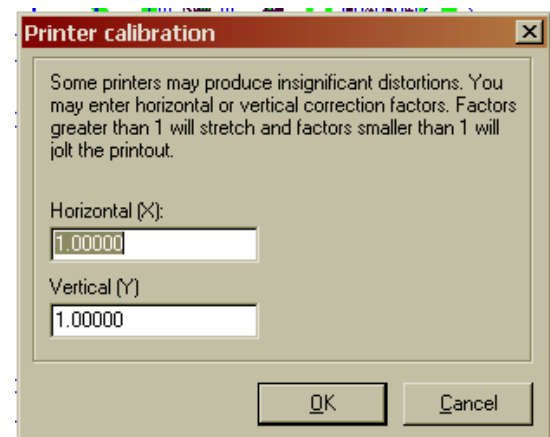 Printer calibration
Some printers may produce insignificant distortions. You
may enter horizontal or vertical correction factors. Factors
greater than 1 will stretch and factors smaller than 1 will
jolt the printout.
Horizontal (X):
1.00000
Vertical (Y)
1.00000
OK
Cancel